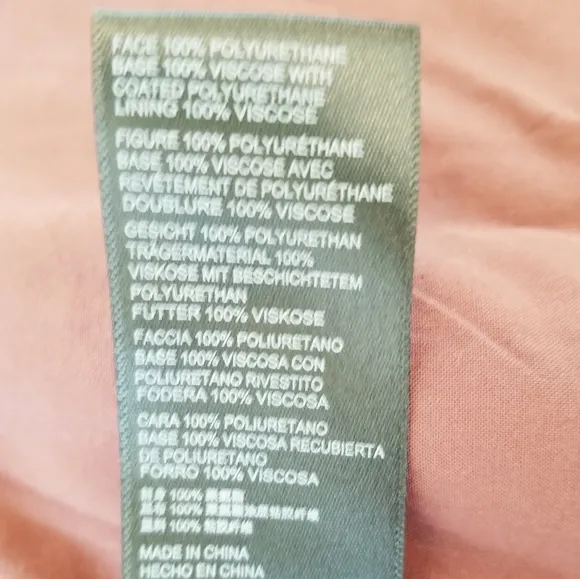 FACE 100% POLYURETHANE
BASE 100% VISCOSE WITH
COATED POLYURETHANE
LINING 100% VISCOSE
FIGURE 100% POLYURÉTHANE
BASE 100% VISCOSE AVEC
REVÊTEMENT DE POLYURÉTHANE
DOUBLURE 100% VISCOSE
GESICHT 100% POLYURETHAN
TRÄGERMATERIAL 100%
VISKOSE MIT BESCHICHTETEM
POLYURETHAN
FUTTER 100% VISKOSE
FACCIA 100% POLIURETANO
BASE 100% VISCOSA CON
POLIURETANO RIVESTITO
FODERA 100% VISCOSA
CARA 100% POLIURETANO
BASE 100% VISCOSA RECUBIERTA
DE POLIURETANO
FORRO 100% VISCOSA
100%
100%
100%
MADE IN CHINA
HECHO EN CHINA